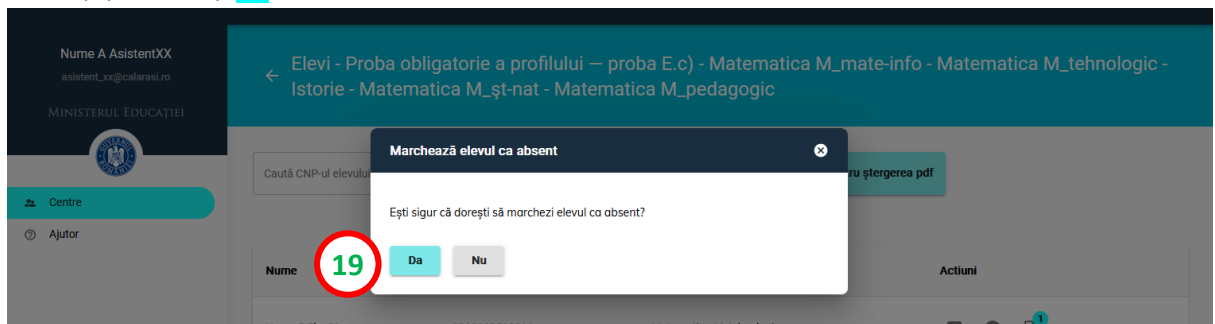 Nume A AsistentXX
asistent_xx@calarasi.ro
MINISTERUL EDUCAȚIEI
Centre
Ajutor
Elevi - Proba obligatorie a profilului — proba E.c) - Matematica M_mate-info - Matematica M_tehnologic -
Istorie - Matematica M_șt-nat - Matematica M_pedagogic
Caută CNP-ul elevului
ru ștergerea pdf
Marchează elevul ca absent
Ești sigur că dorești să marchezi elevul ca absent?
19
Da
Nu
Nume
Actiuni
1